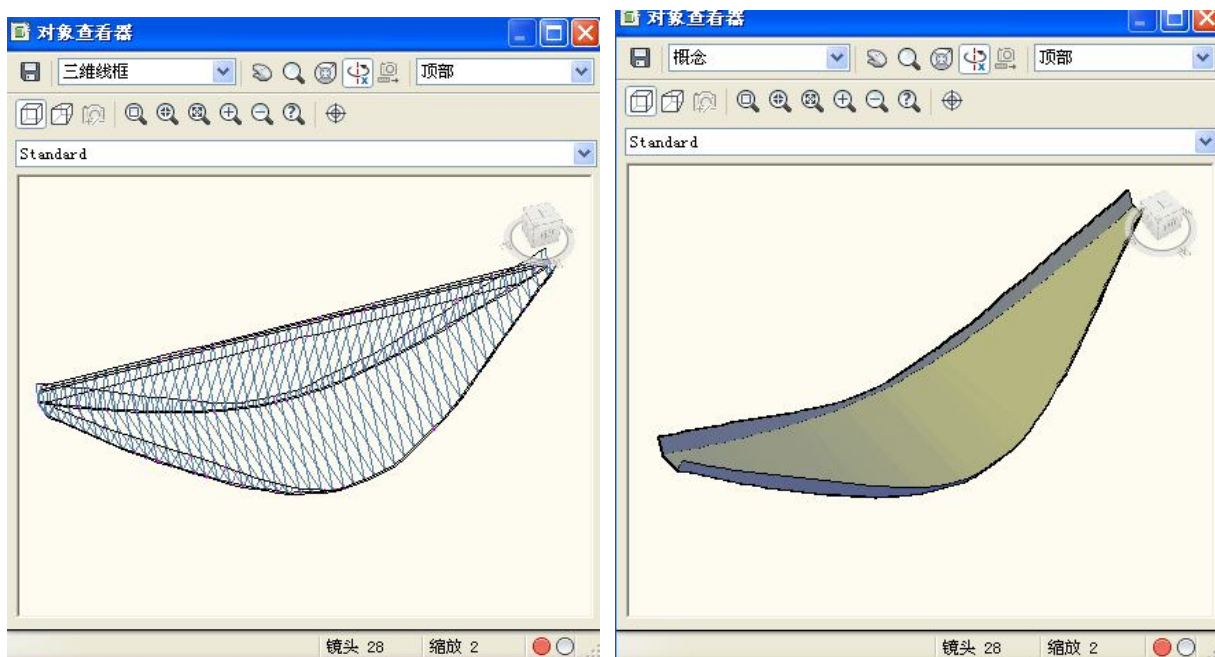 对象查看器
三维线框
顶部
Standard
镜头 28
缩放 2
对象查看器
概念
顶部
Standard
镜头 28
缩放 2